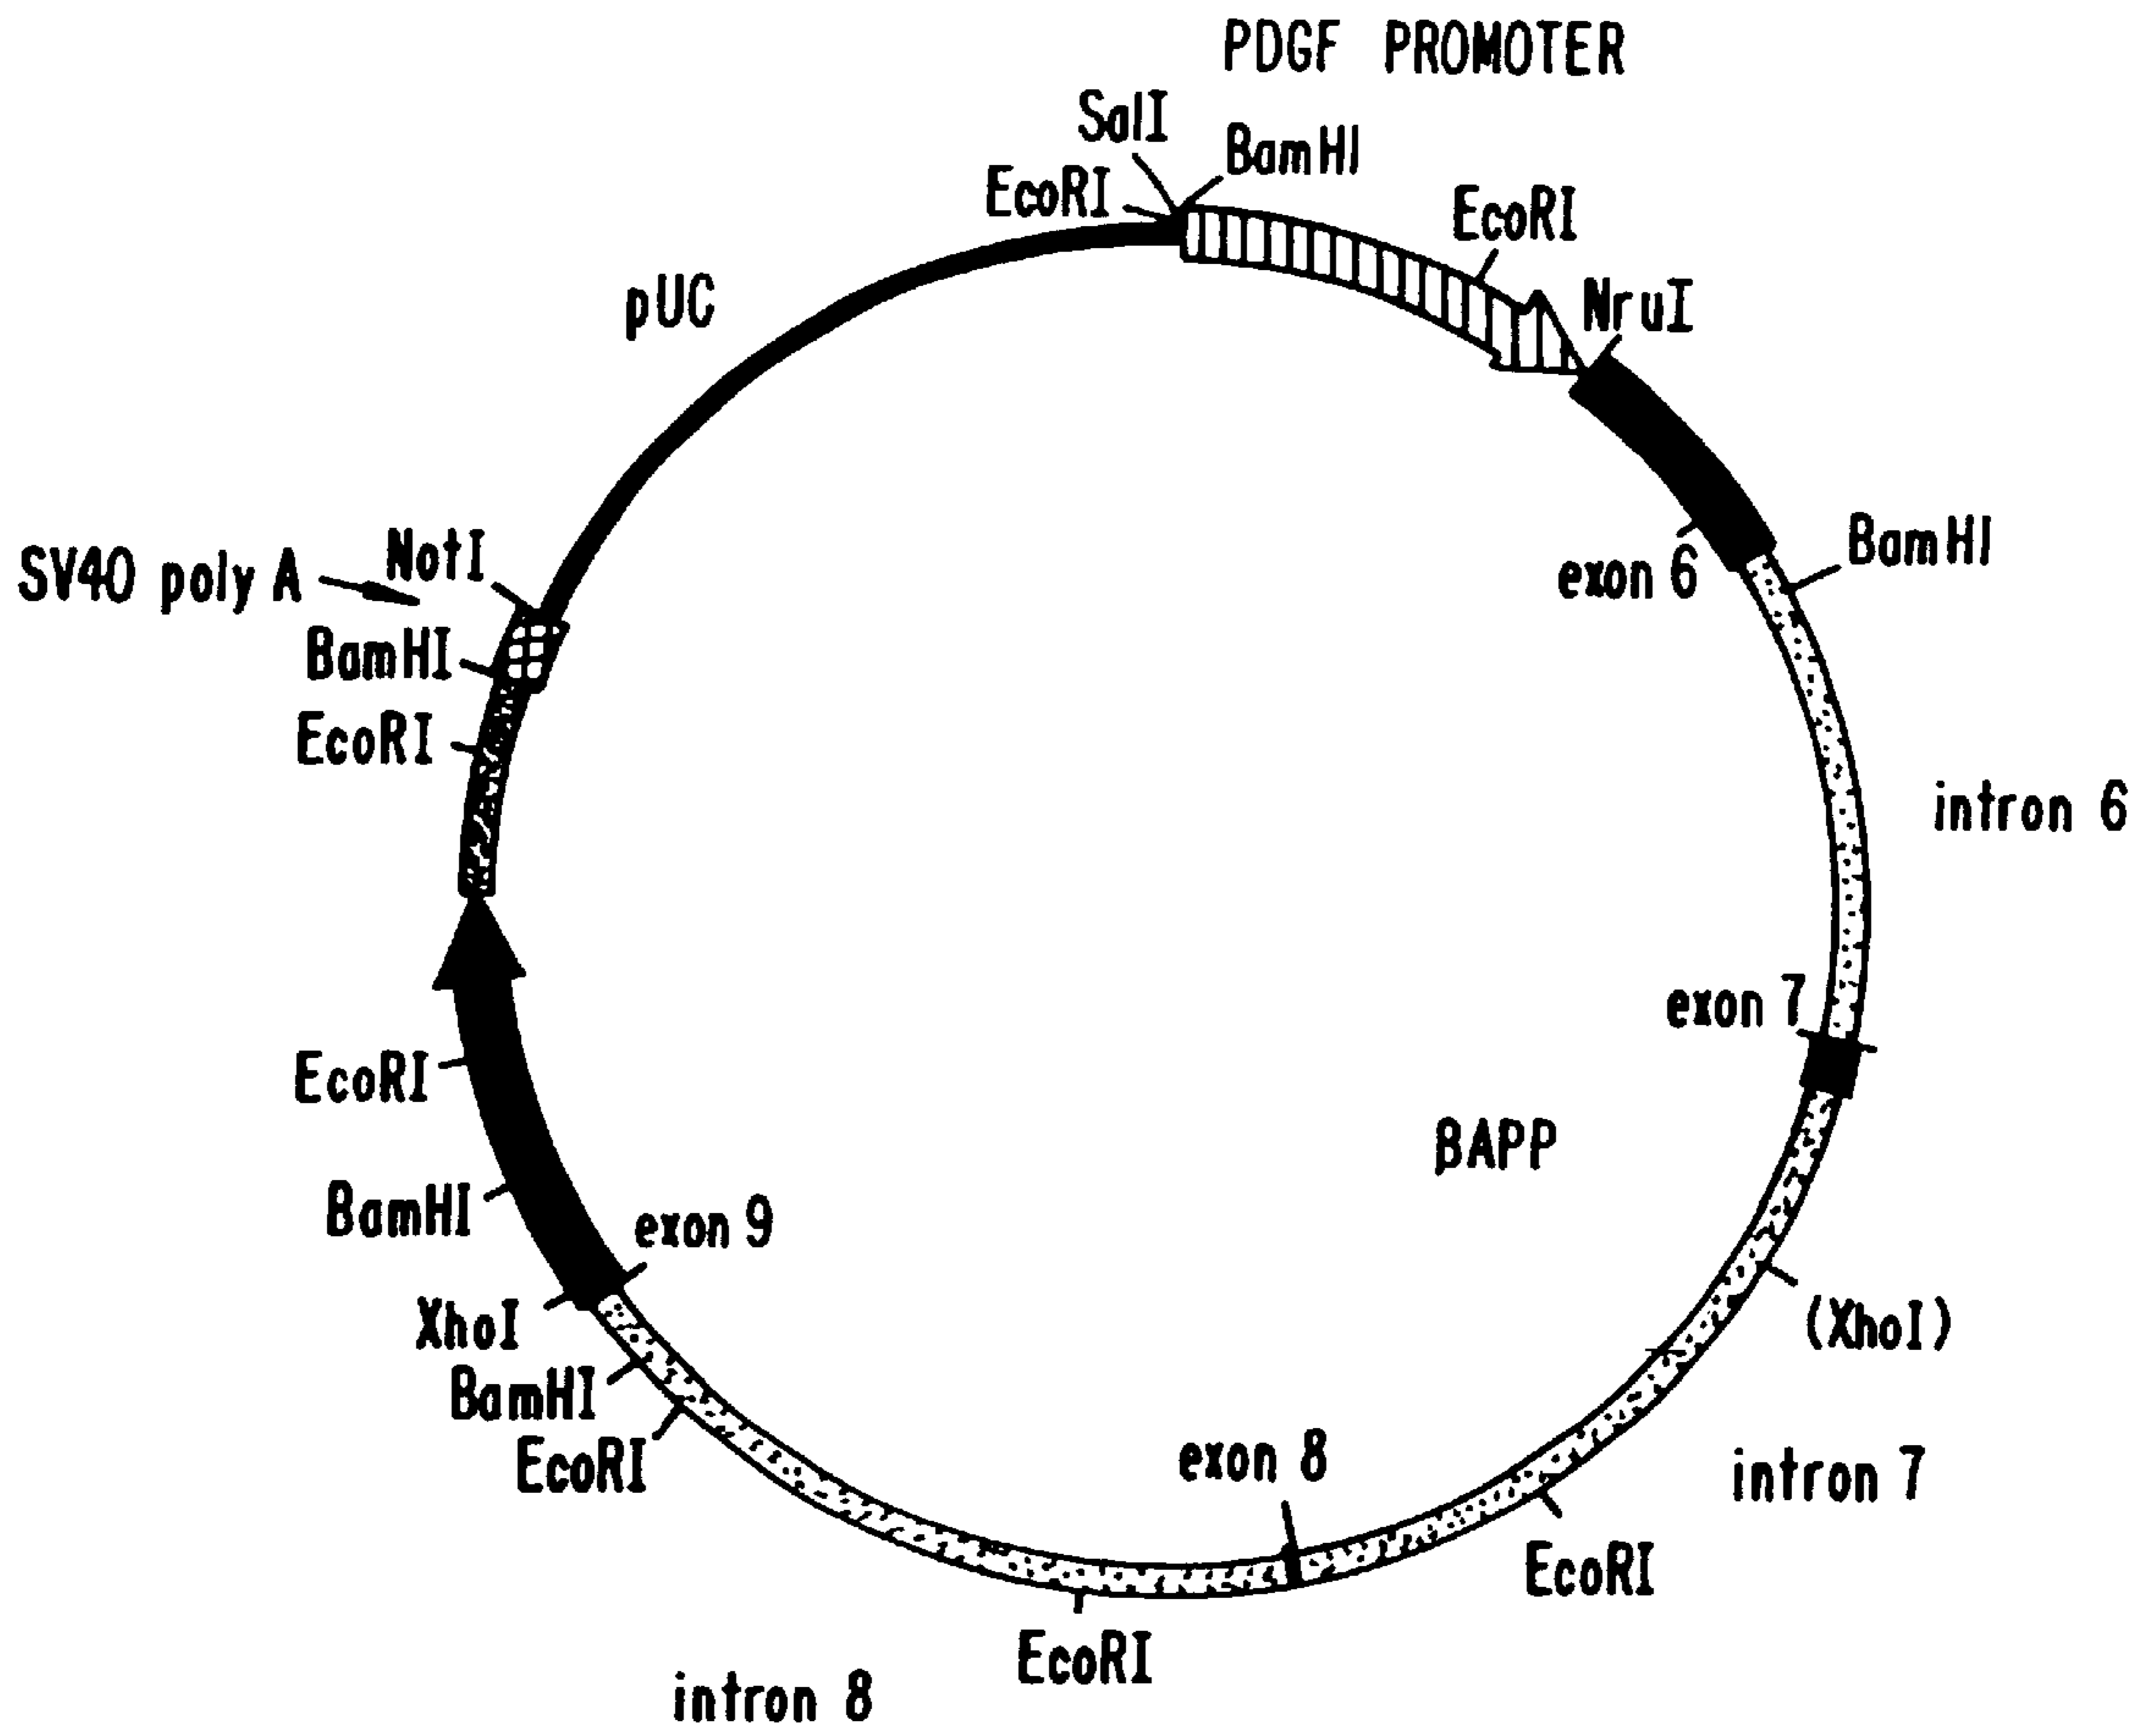 PDGF PROMOTER
SalI
BamHI
EcoRI
EcoRI
NruI
pUC
BamHI
exon 6
NotI
SV40 poly A
BamHI
EcoRI
intron 6
exon 7
EcoRI
βAPP
BamHI
exon 9
XhoI
(XhoI)
BamHI
EcoRI
exon 8
intron 7
EcoRI
EcoRI
intron 8